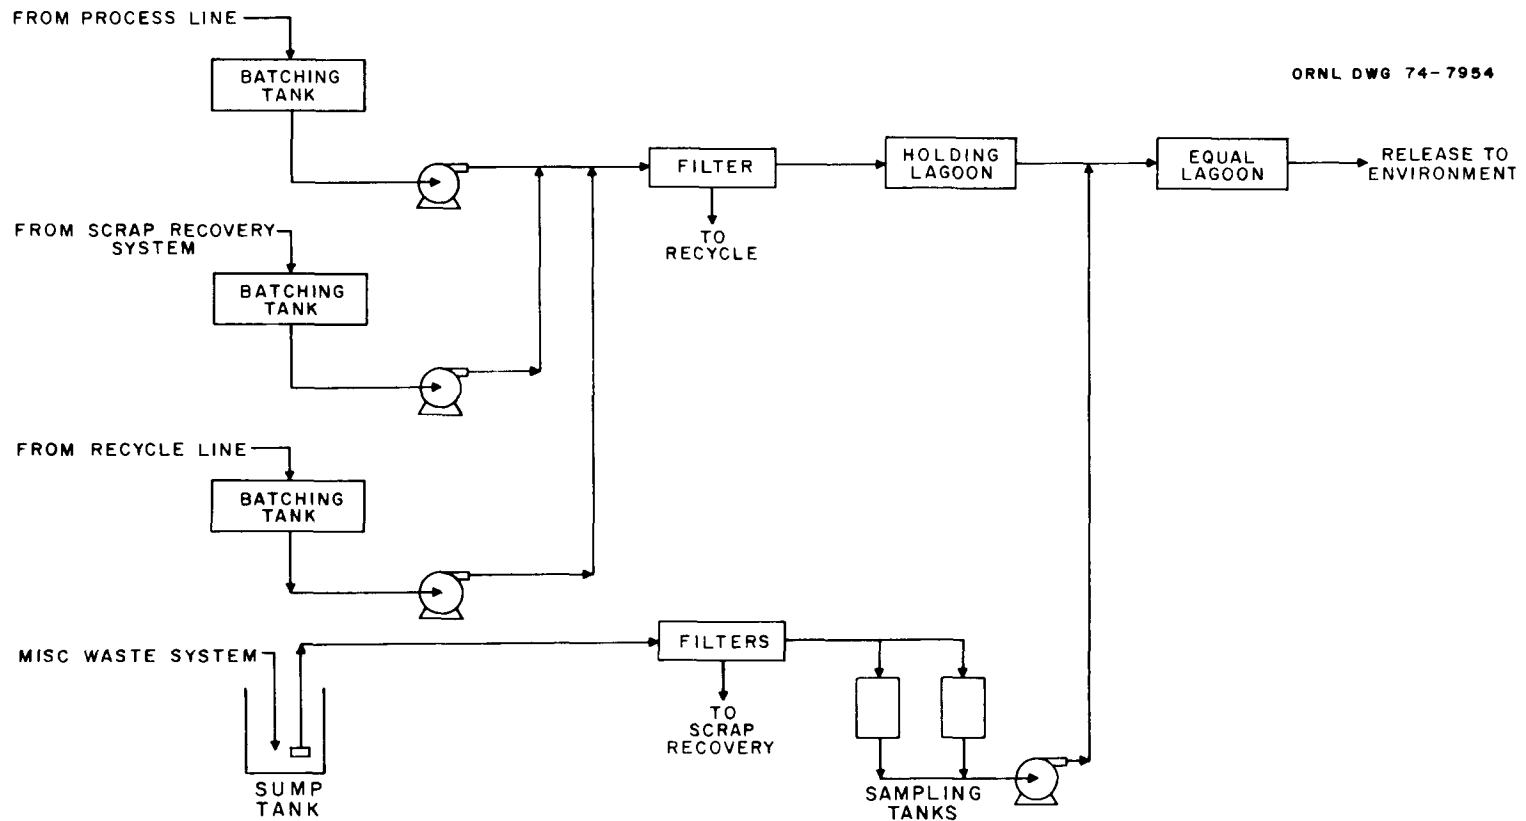 FROM PROCESS LINE
BATCHING
TANK
ORNL DWG 74-7954
FILTER
HOLDING
LAGOON
EQUAL
LAGOON
RELEASE TO
ENVIRONMENT
TO
RECYCLE
FROM SCRAP RECOVERY
SYSTEM
BATCHING
TANK
FROM RECYCLE LINE
BATCHING
TANK
MISC WASTE SYSTEM
SUMP
TANK
FILTERS
TO
SCRAP
RECOVERY
SAMPLING
TANKS